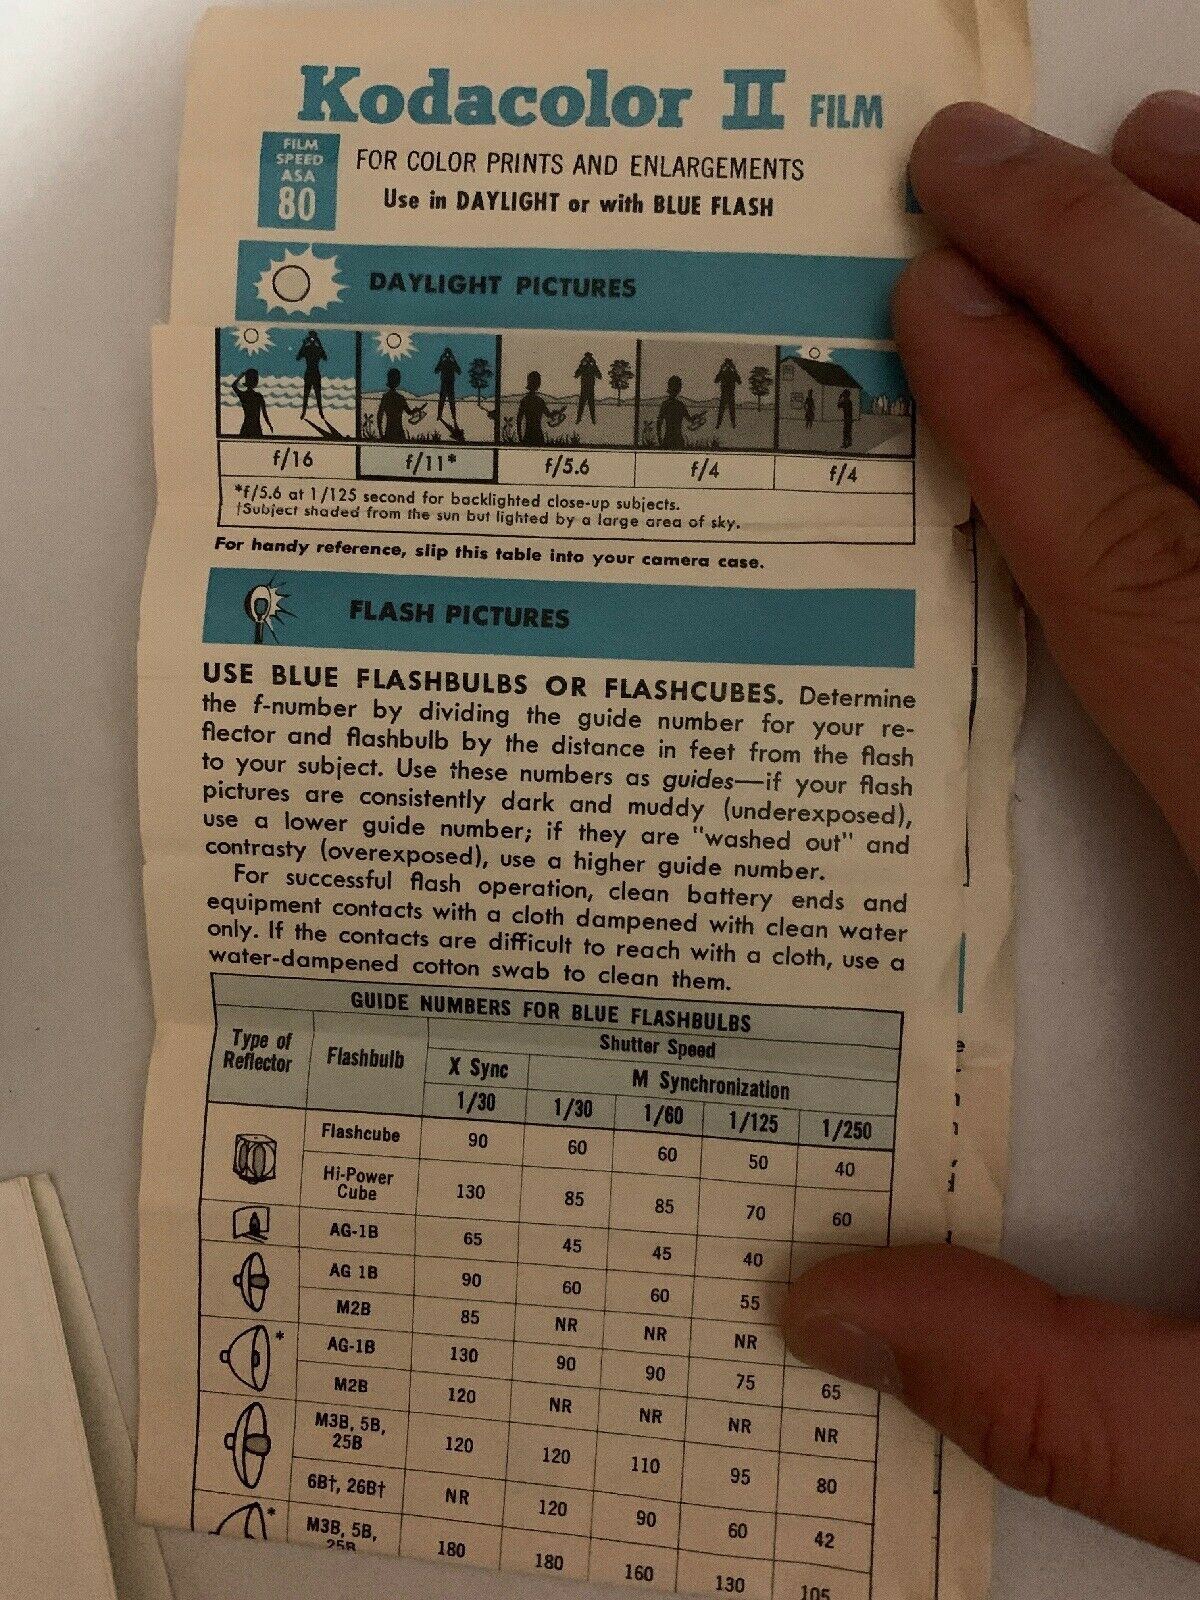 Kodacolor II FILM
FILM
SPEED
ASA
80
FOR COLOR PRINTS AND ENLARGEMENTS
Use in DAYLIGHT or with BLUE FLASH
DAYLIGHT PICTURES
f/16 f/11* f/5.6 f/4 f/4
*f/5.6 at 1/125 second for backlighted close-up subjects.
†Subject shaded from the sun but lighted by a large area of sky.
For handy reference, slip this table into your camera case.
FLASH PICTURES
USE BLUE FLASHBULBS OR FLASHCUBES. Determine
the f-number by dividing the guide number for your re-
flector and flashbulb by the distance in feet from the flash
to your subject. Use these numbers as guides—if your flash
pictures are consistently dark and muddy (underexposed),
use a lower guide number; if they are "washed out" and
contrasty (overexposed), use a higher guide number.
For successful flash operation, clean battery ends and
equipment contacts with a cloth dampened with clean water
only. If the contacts are difficult to reach with a cloth, use a
water-dampened cotton swab to clean them.
GUIDE NUMBERS FOR BLUE FLASHBULBS
Type of
Reflector
Flashbulb
Shutter Speed
X Sync M Synchronization
1/30 1/30 1/60 1/125 1/250
Flashcube 90 60 60 50 40
Hi-Power
Cube 130 85 85 70 60
AG-1B 65 45 45 40
AG 1B 90 60 60 55
M2B 85 NR NR NR
* AG-1B 130 90 90 75 65
M2B 120 NR NR NR NR
M3B, 5B,
25B 120 120 110 95 80
6B†, 26B† NR 120 90 60 42
* M3B, 5B,
25B 180 180 160 130 105